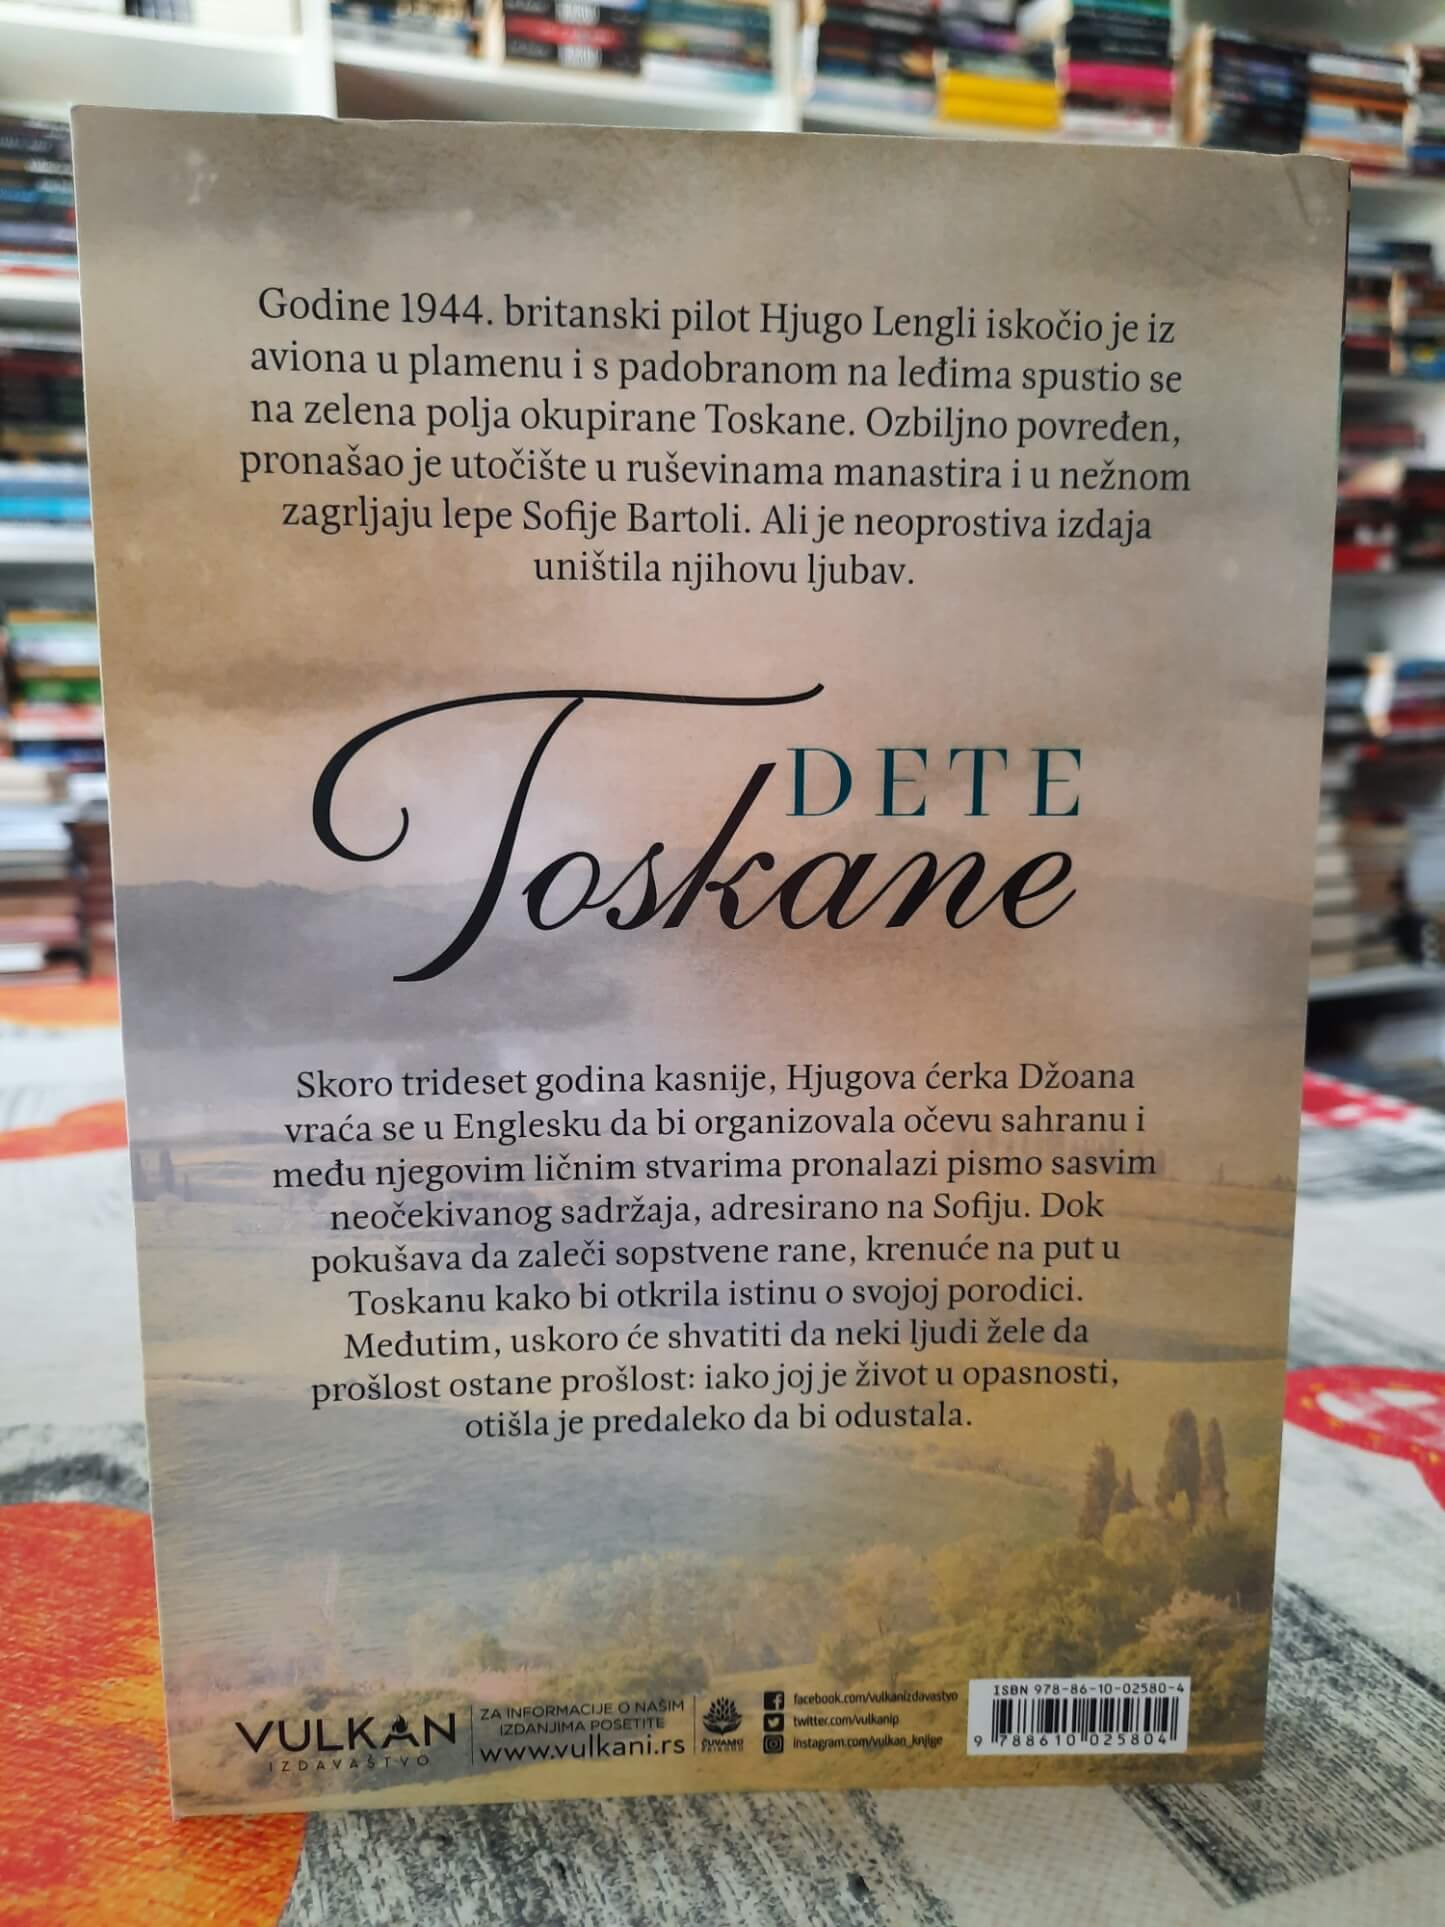 Godine 1944. britanski pilot Hjugo Lengli iskočio je iz
aviona u plamenu i s padobranom na leđima spustio se
na zelena polja okupirane Toskane. Ozbiljno povređen,
pronašao je utočište u ruševinama manastira i u nežnom
zagrljaju lepe Sofije Bartoli. Ali je neoprostiva izdaja
uništila njihovu ljubav.
DETE
Toskane
Skoro trideset godina kasnije, Hjugova ćerka Džoana
vraća se u Englesku da bi organizovala očevu sahranu i
među njegovim ličnim stvarima pronalazi pismo sasvim
neočekivanog sadržaja, adresirano na Sofiju. Dok
pokušava da zaleči sopstvene rane, krenuće na put u
Toskanu kako bi otkrila istinu o svojoj porodici.
Međutim, uskoro će shvatiti da neki ljudi žele da
prošlost ostane prošlost: iako joj je život u opasnosti,
otišla je predaleko da bi odustala.
VULKAN
IZDAVAŠTVO
ZA INFORMACIJE O NAŠIM
IZDANJIMA POSETITE
www.vulkani.rs
ČUVAMO
PRIRODU
facebook.com/vulkanizdavastvo
twitter.com/vulkanip
instagram.com/vulkan_knjige
ISBN 978-86-10-02580-4
9 788610 025804